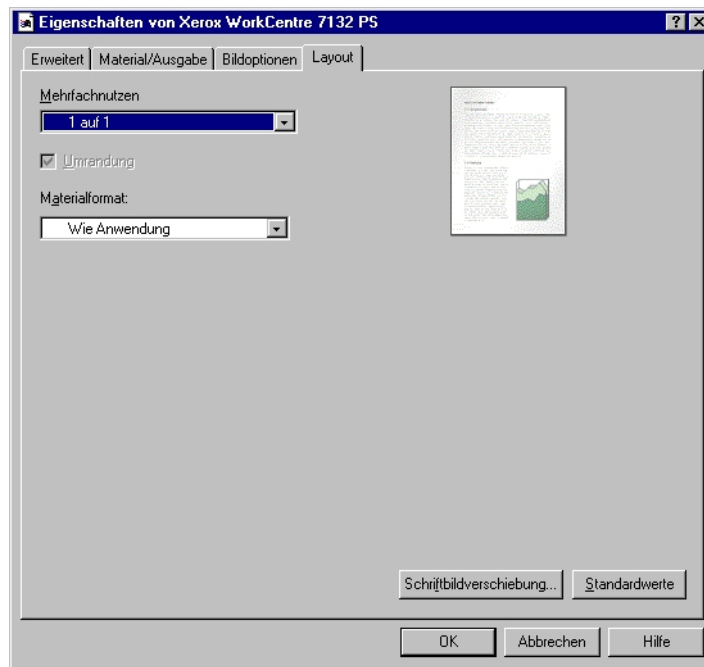 Eigenschaften von Xerox WorkCentre 7132 PS
Erweitert
Material/Ausgabe
Bildoptionen
Layout
Mehrfachnutzen
1 auf 1
Umrandung
Materialformat:
Wie Anwendung
Schriftbildverschiebung...
Standardwerte
OK
Abbrechen
Hilfe